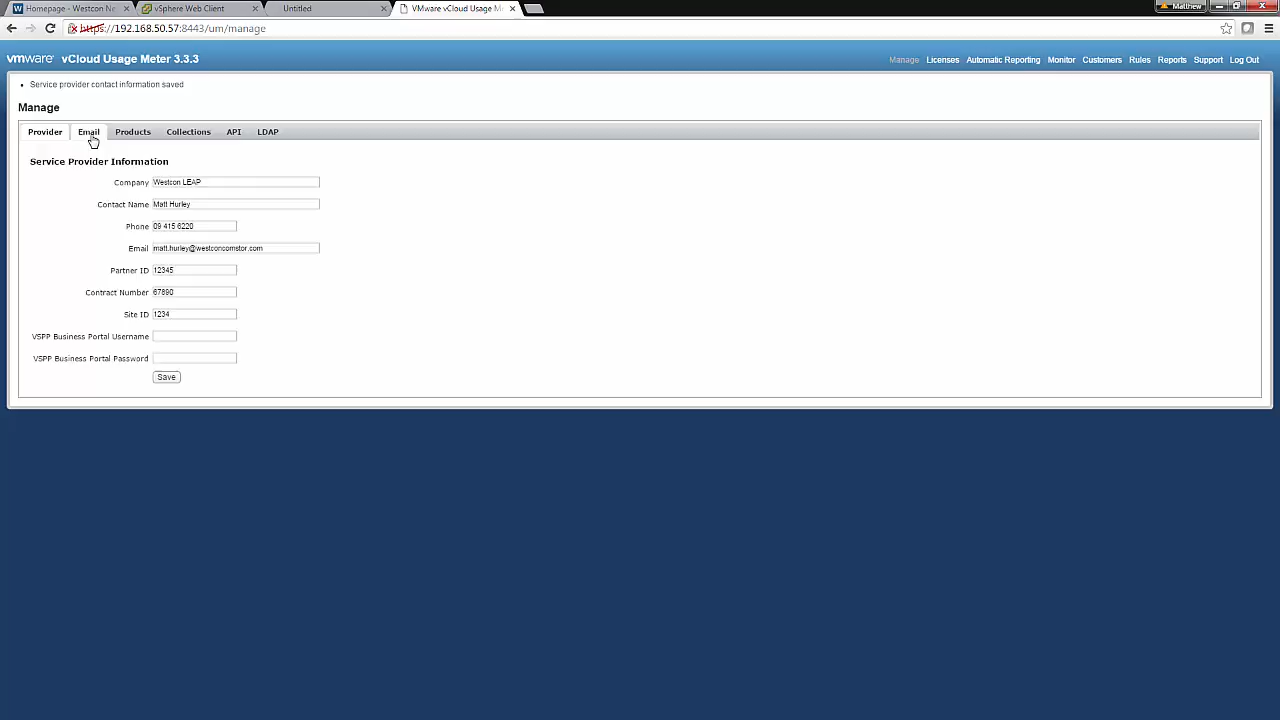 Homepage - Westcon Ne
vSphere Web Client
Untitled
VMware vCloud Usage Me
Matthew
https://192.168.50.57:8443/um/manage
vmware vCloud Usage Meter 3.3.3
Manage Licenses Automatic Reporting Monitor Customers Rules Reports Support Log Out
Service provider contact information saved
Manage
Provider Email Products Collections API LDAP
Service Provider Information
Company Westcon LEAP
Contact Name Matt Hurley
Phone 09 415 6220
Email matt.hurley@westconcomstor.com
Partner ID 12345
Contract Number 67890
Site ID 1234
VSPP Business Portal Username
VSPP Business Portal Password
Save